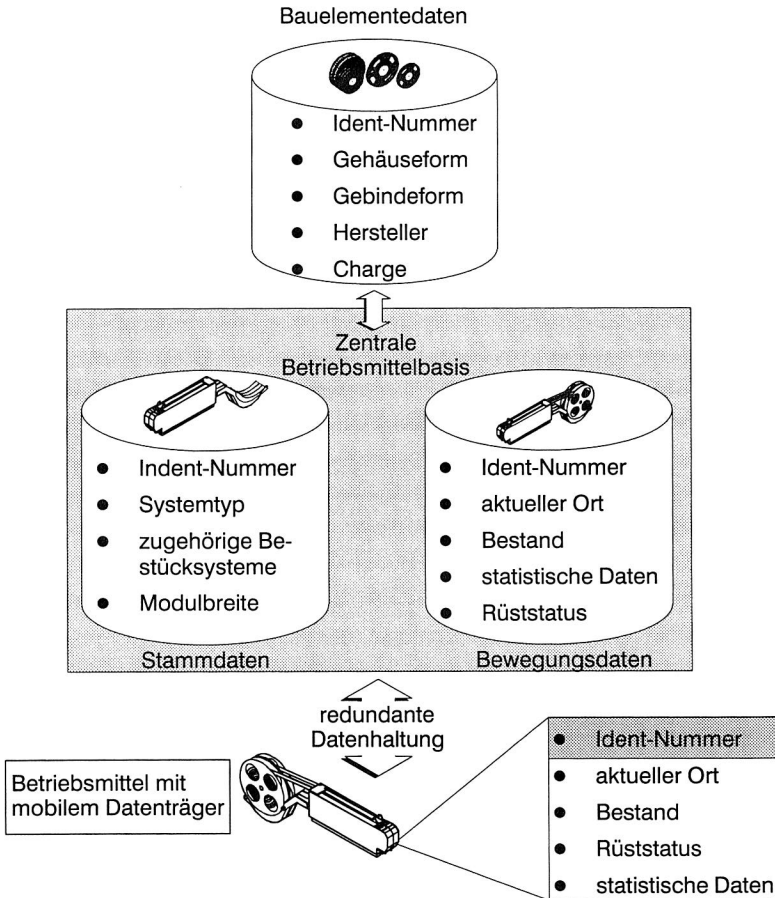 Bauelementedaten
● Ident-Nummer
● Gehäuseform
● Gebindeform
● Hersteller
● Charge
Zentrale
Betriebsmittelbasis
● Indent-Nummer
● Systemtyp
● zugehörige Be-
stücksysteme
● Modulbreite
Stammdaten
● Ident-Nummer
● aktueller Ort
● Bestand
● statistische Daten
● Rüststatus
Bewegungsdaten
redundante
Datenhaltung
Betriebsmittel mit
mobilem Datenträger
● Ident-Nummer
● aktueller Ort
● Bestand
● Rüststatus
● statistische Daten